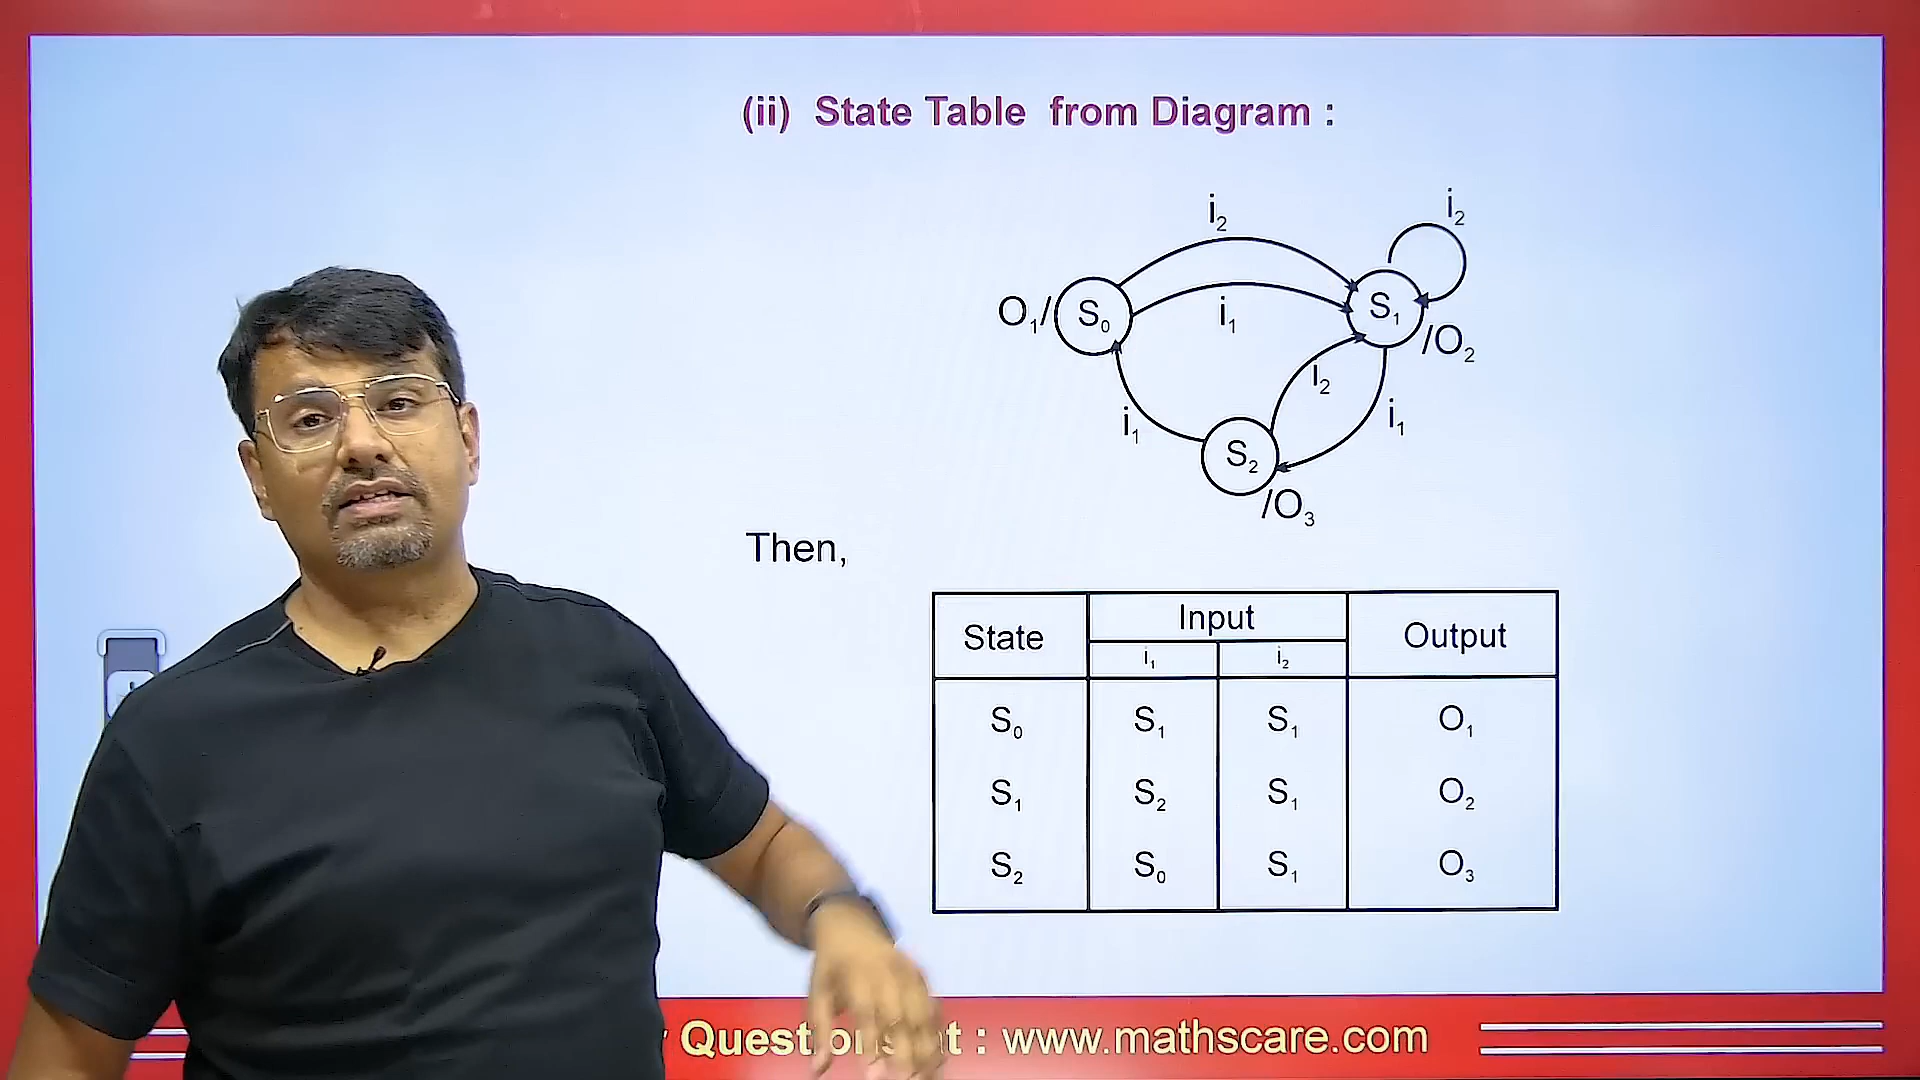 (ii) State Table from Diagram :
i₂
i₂
O₁/ S₀
i₁
S₁
/O₂
i₂
i₁
i₁
S₂
/O₃
Then,
State Input Output
i₁ i₂
S₀ S₁ S₁ O₁
S₁ S₂ S₁ O₂
S₂ S₀ S₁ O₃
: www.mathscare.com